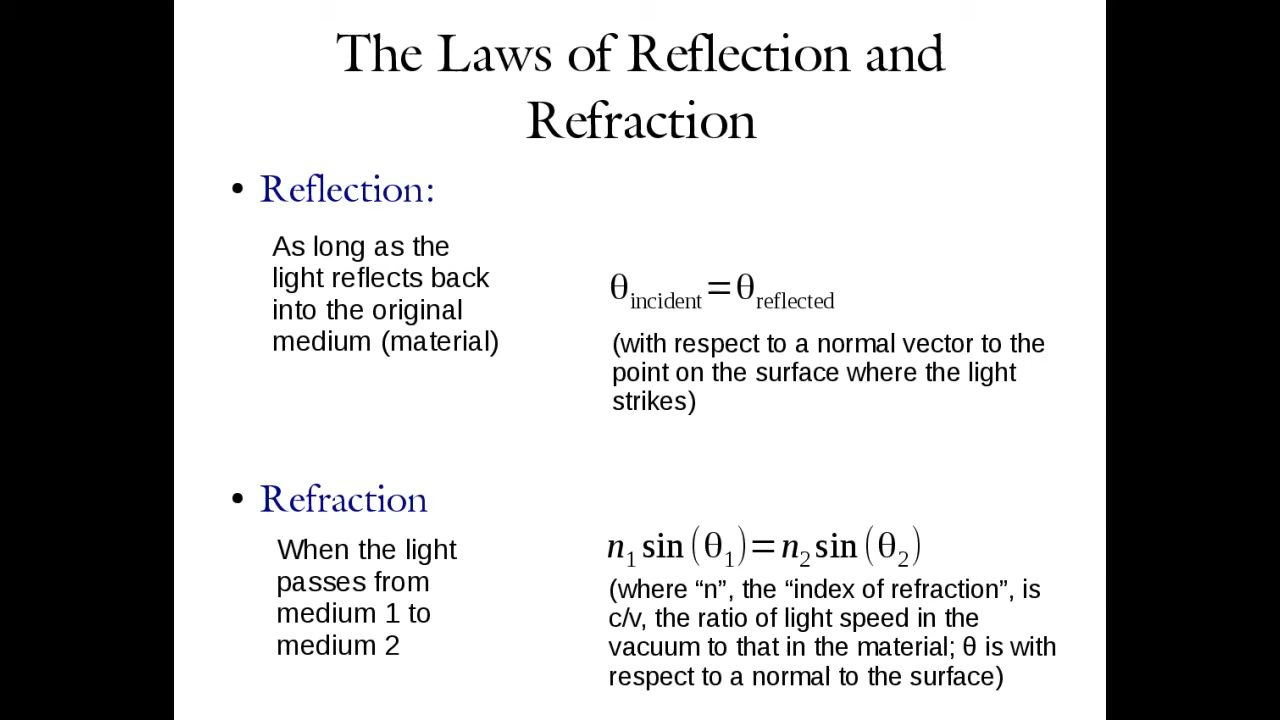 The Laws of Reflection and
Refraction
• Reflection:
As long as the
light reflects back
into the original
medium (material)
θincident=θreflected
(with respect to a normal vector to the
point on the surface where the light
strikes)
• Refraction
When the light
passes from
medium 1 to
medium 2
n1 sin(θ1)=n2 sin(θ2)
(where “n”, the “index of refraction”, is
c/v, the ratio of light speed in the
vacuum to that in the material; θ is with
respect to a normal to the surface)